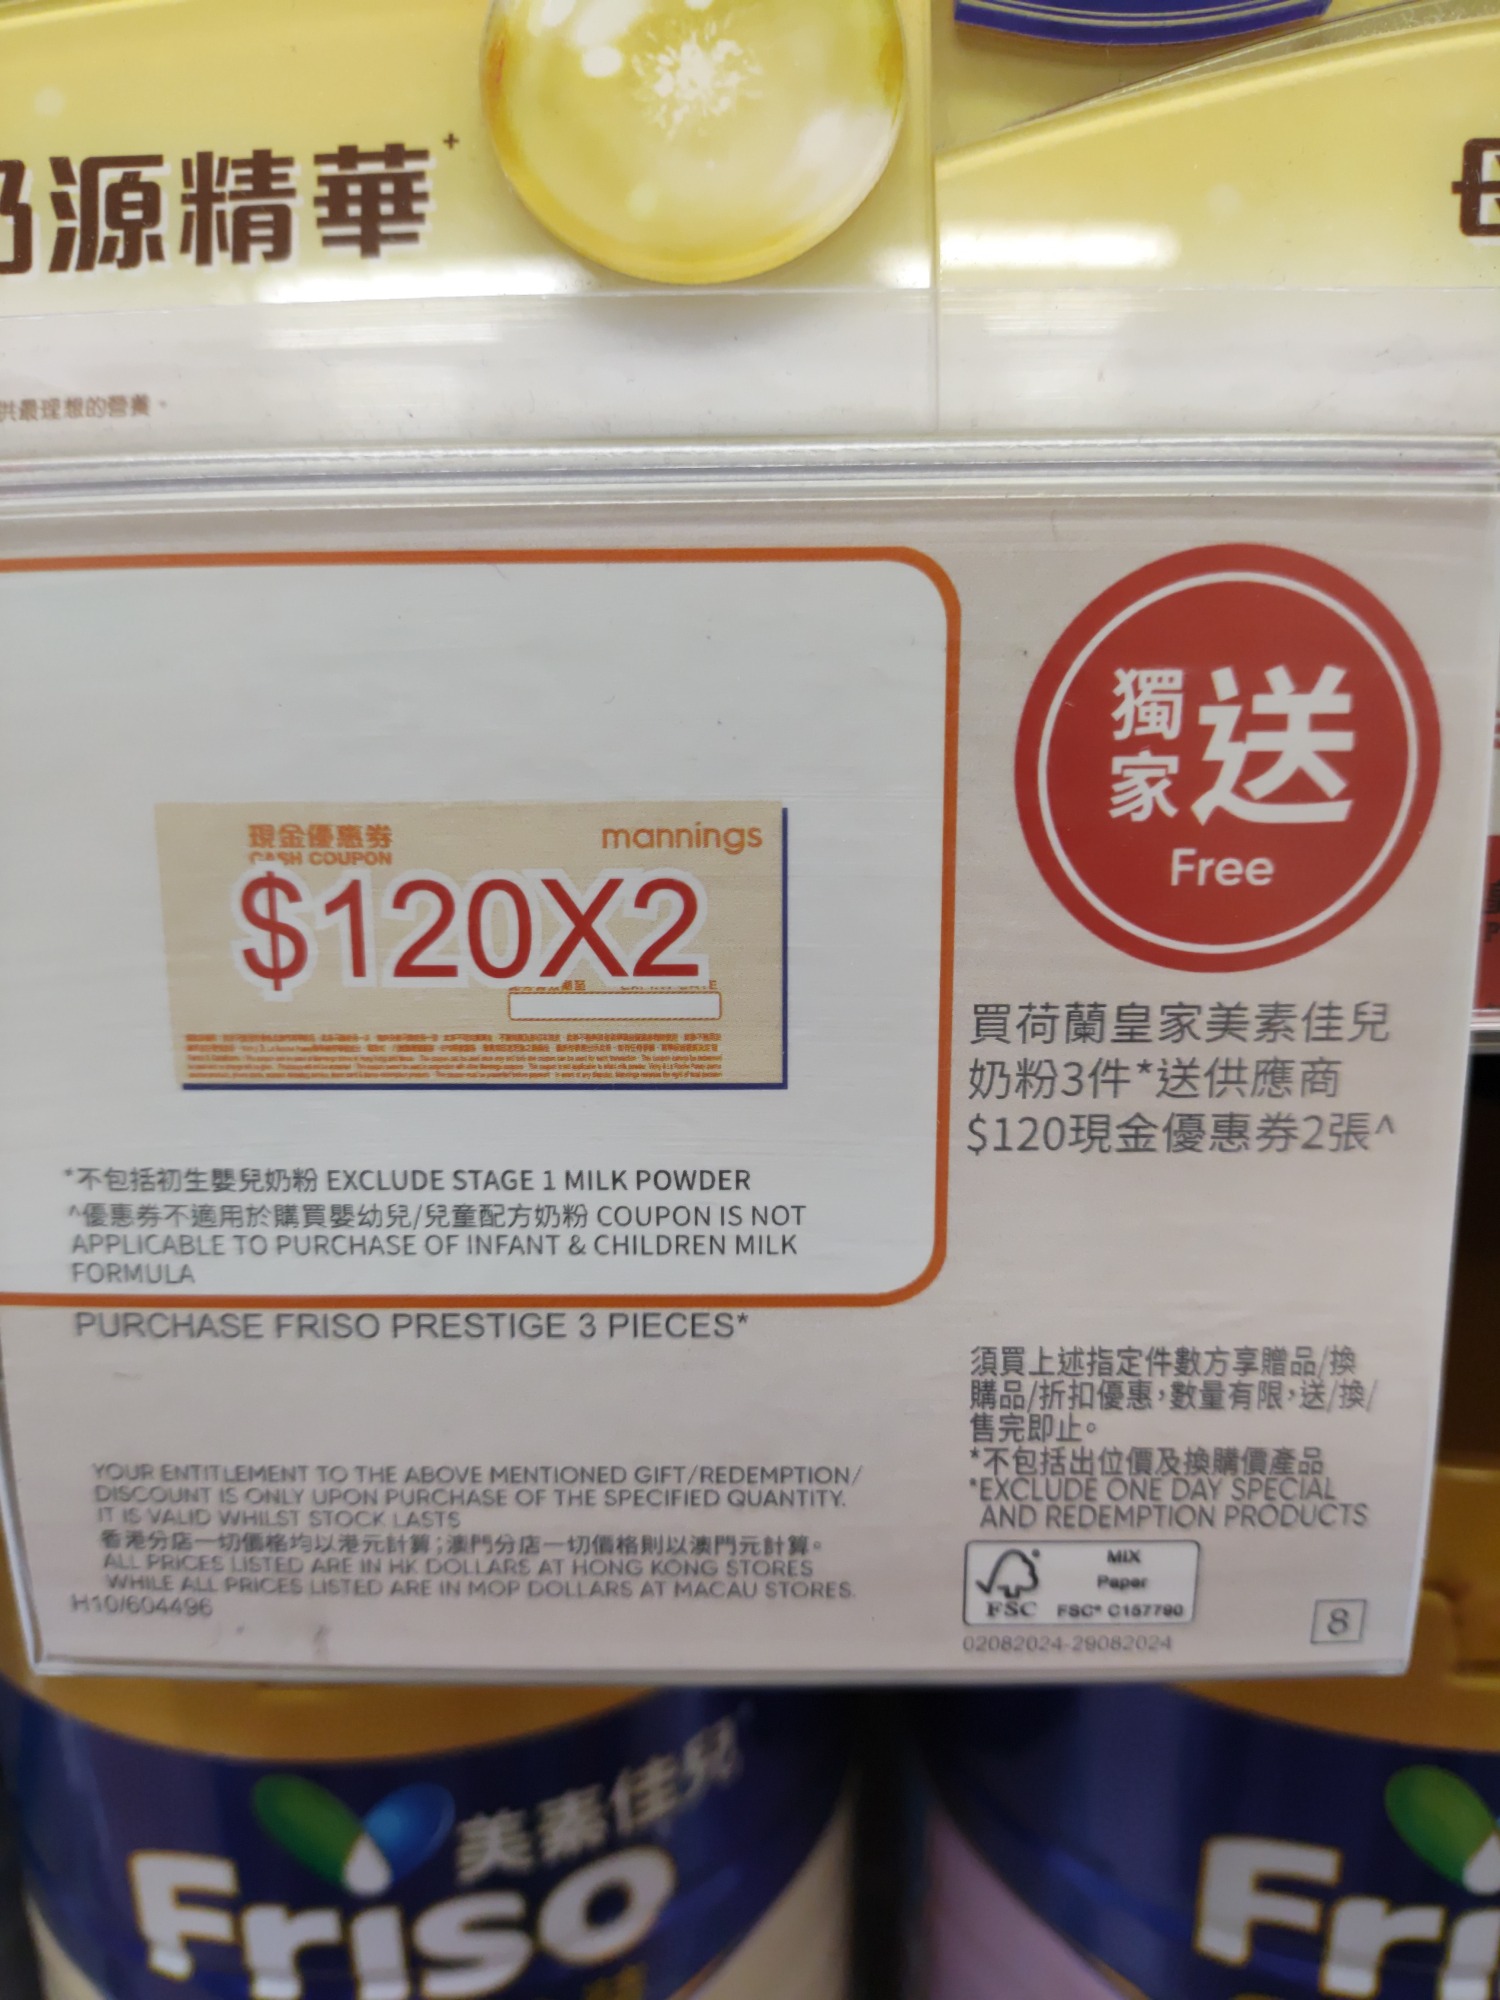 源精華+
供最理想的營養。
獨家送
Free
現金優惠券
CASH COUPON
mannings
$120X2
買荷蘭皇家美素佳兒
奶粉3件*送供應商
$120現金優惠券2張^
*不包括初生嬰兒奶粉 EXCLUDE STAGE 1 MILK POWDER
^優惠券不適用於購買嬰幼兒/兒童配方奶粉 COUPON IS NOT
APPLICABLE TO PURCHASE OF INFANT & CHILDREN MILK
FORMULA
PURCHASE FRISO PRESTIGE 3 PIECES*
須買上述指定件數方享贈品/換
購品/折扣優惠,數量有限,送/換/
售完即止。
*不包括出位價及換購價產品
*EXCLUDE ONE DAY SPECIAL
AND REDEMPTION PRODUCTS
YOUR ENTITLEMENT TO THE ABOVE MENTIONED GIFT/REDEMPTION/
DISCOUNT IS ONLY UPON PURCHASE OF THE SPECIFIED QUANTITY.
IT IS VALID WHILST STOCK LASTS
香港分店一切價格均以港元計算;澳門分店一切價格則以澳門元計算。
ALL PRICES LISTED ARE IN HK DOLLARS AT HONG KONG STORES
WHILE ALL PRICES LISTED ARE IN MOP DOLLARS AT MACAU STORES.
H10/604496
FSC
MIX
Paper
FSC® C157790
02082024-29082024
8
美素佳兒
Friso
Fri